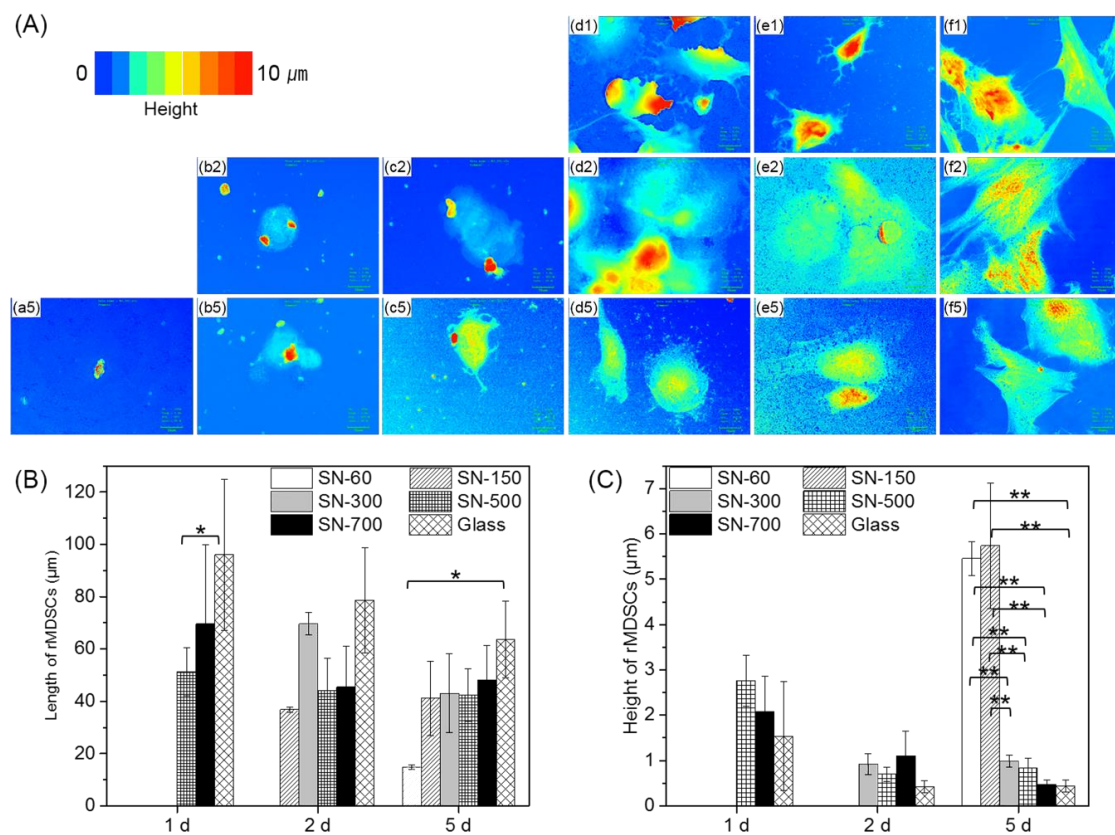 (A)
0
10 μm
Height
(d1)
(e1)
(f1)
(b2)
(c2)
(d2)
(e2)
(f2)
(a5)
(b5)
(c5)
(d5)
(e5)
(f5)
(B)
SN-60
SN-150
SN-300
SN-500
SN-700
Glass
*
*
Length of rMDSCs (μm)
120
100
80
60
40
20
0
1 d
2 d
5 d
(C)
SN-60
SN-150
SN-300
SN-500
SN-700
Glass
**
**
**
**
**
**
**
**
Height of rMDSCs (μm)
7
6
5
4
3
2
1
0
1 d
2 d
5 d